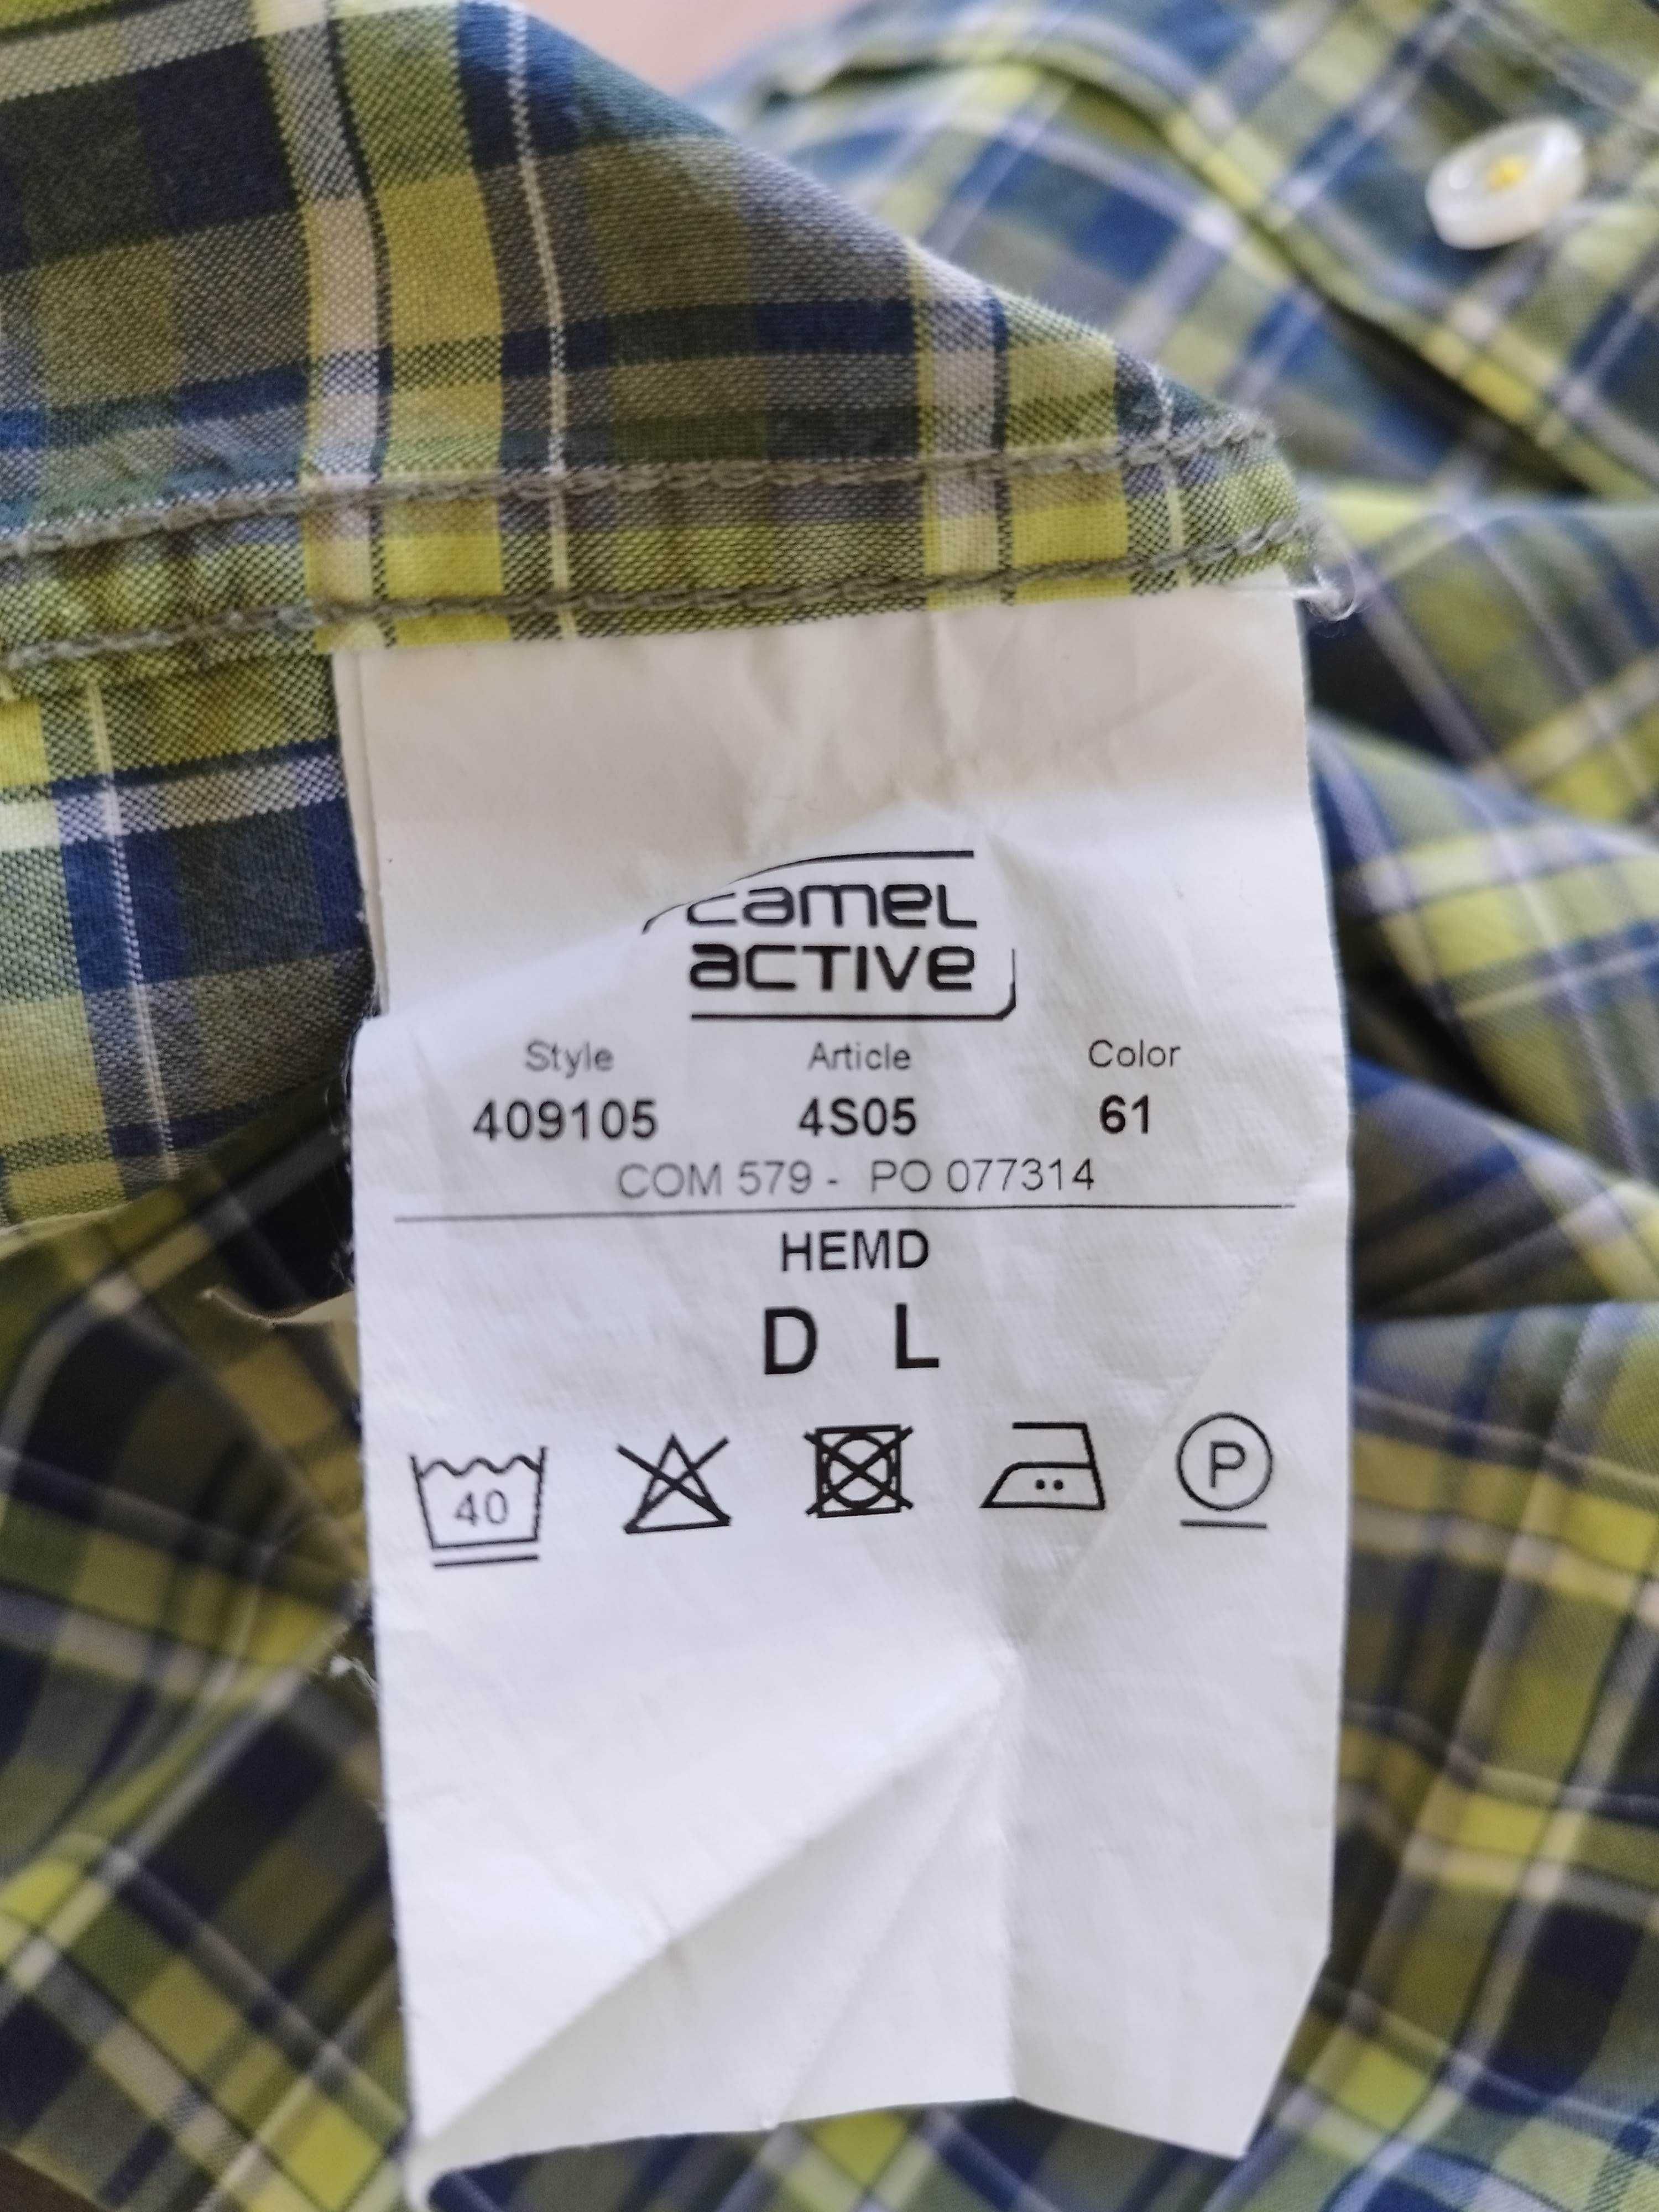 camel
active
Style Article Color
409105 4S05 61
COM 579 - PO 077314
HEMD
D L
40 P